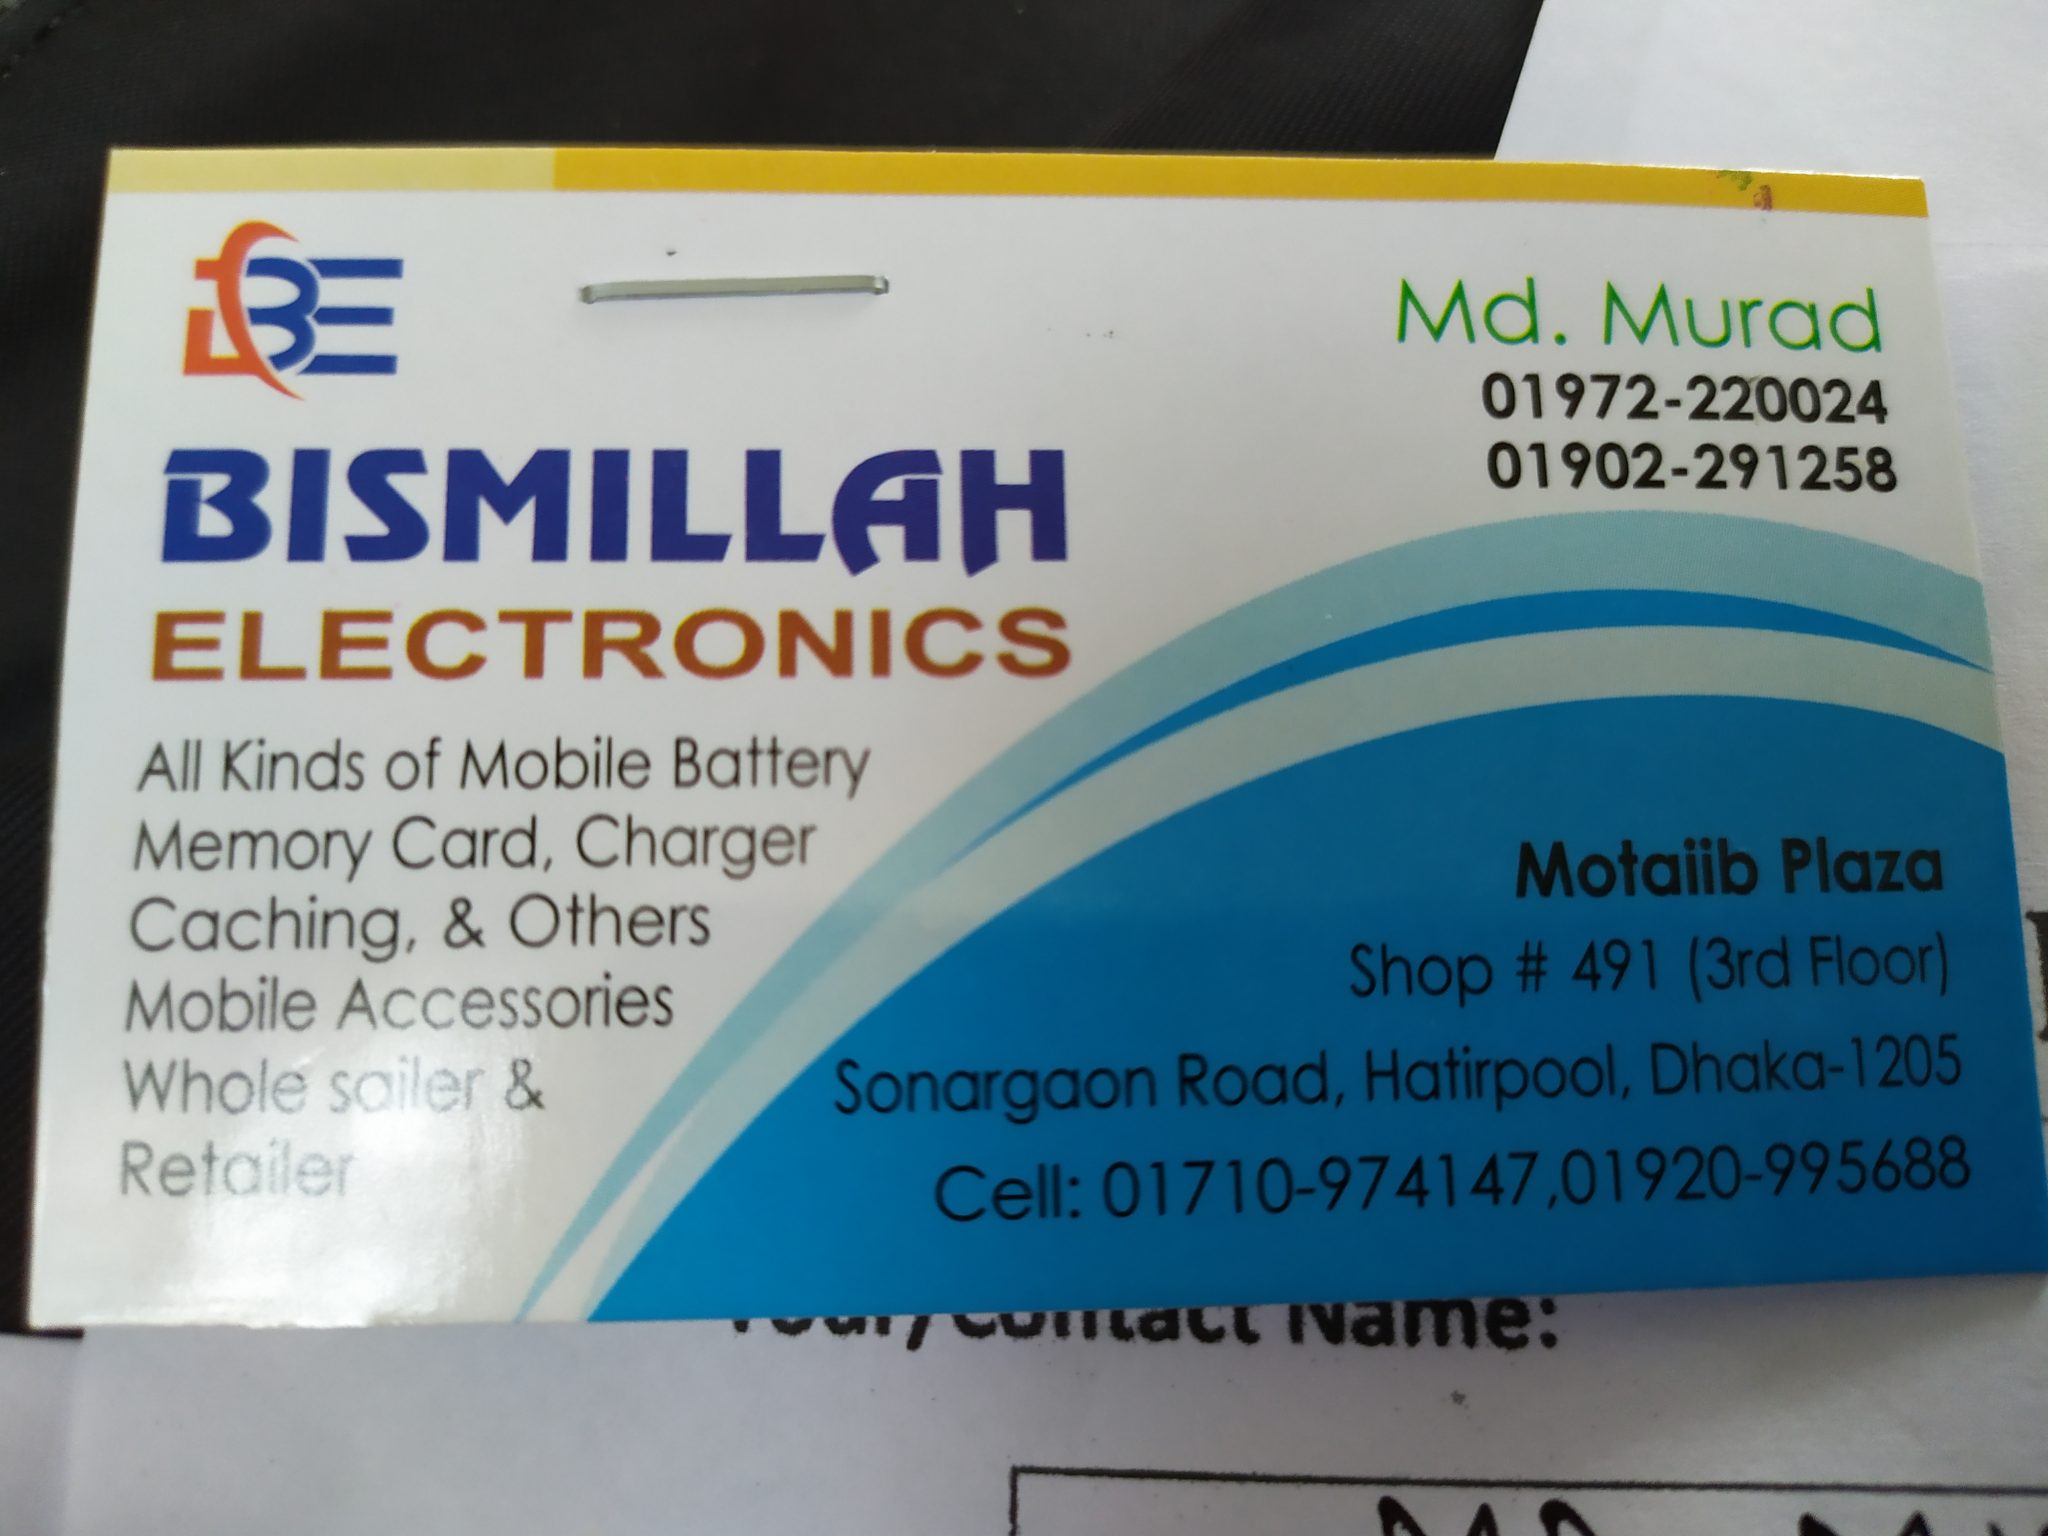 BE
BISMILLAH
ELECTRONICS
All Kinds of Mobile Battery
Memory Card, Charger
Caching, & Others
Mobile Accessories
Whole sailer &
Retailer
Md. Murad
01972-220024
01902-291258
Motaiib Plaza
Shop # 491 (3rd Floor)
Sonargaon Road, Hatirpool, Dhaka-1205
Cell: 01710-974147,01920-995688
Your/Contact Name: